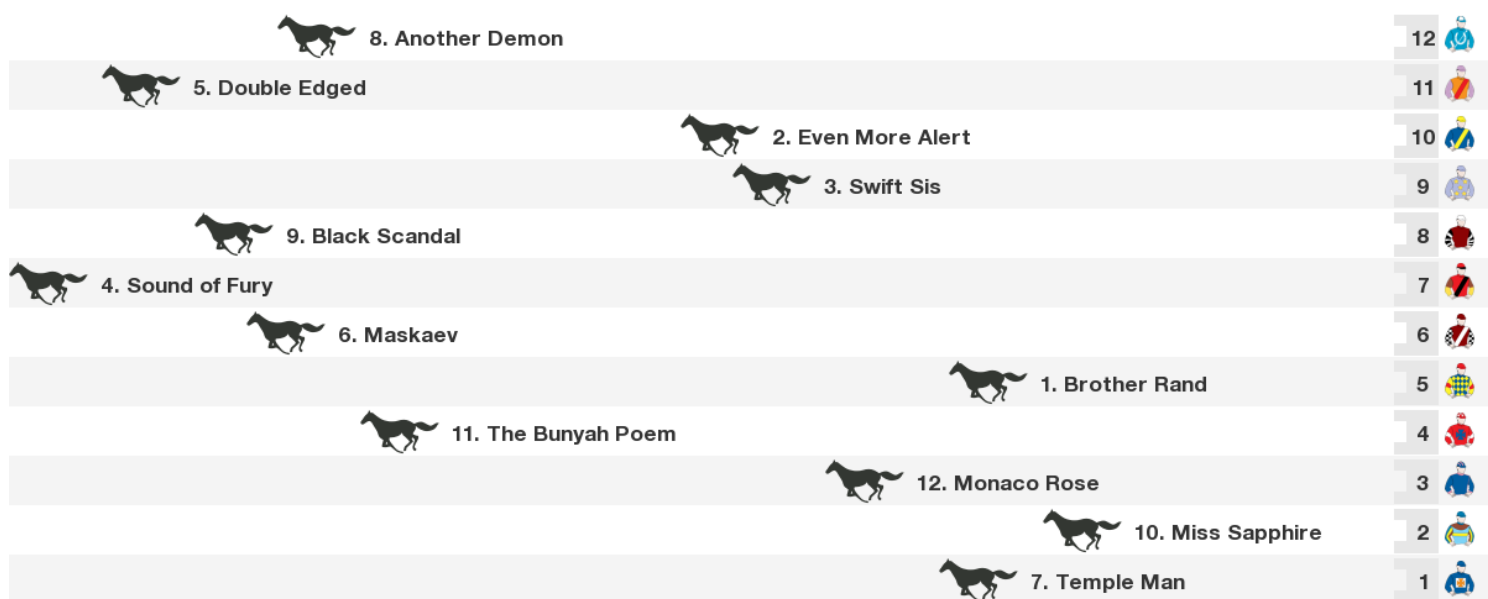 8. Another Demon 12
5. Double Edged 11
2. Even More Alert 10
3. Swift Sis 9
9. Black Scandal 8
4. Sound of Fury 7
6. Maskaev 6
1. Brother Rand 5
11. The Bunyah Poem 4
12. Monaco Rose 3
10. Miss Sapphire 2
7. Temple Man 1